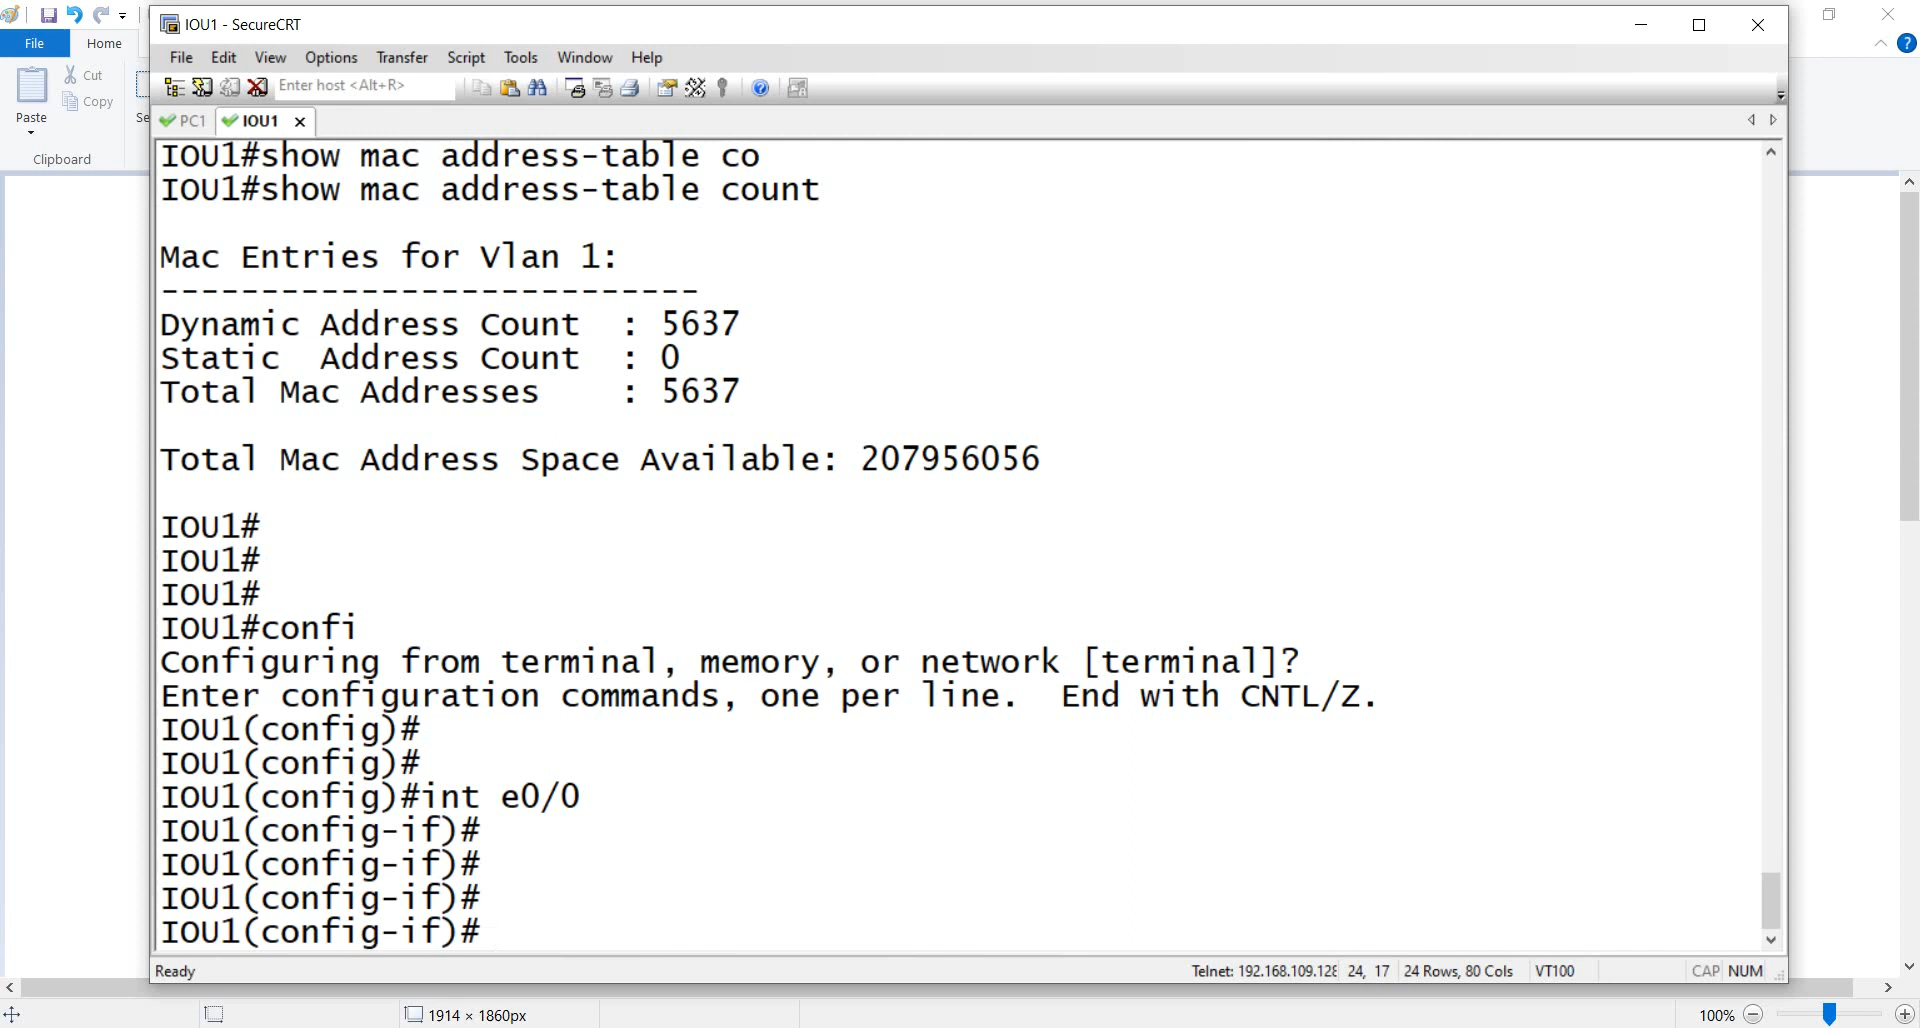 IOU1 - SecureCRT
File Home
File Edit View Options Transfer Script Tools Window Help
Cut
Copy
Paste
Enter host <Alt+R>
Clipboard
PC1 IOU1
IOU1#show mac address-table co
IOU1#show mac address-table count
Mac Entries for Vlan 1:
---------------------------
Dynamic Address Count  : 5637
Static  Address Count  : 0
Total Mac Addresses    : 5637
Total Mac Address Space Available: 207956056
IOU1#
IOU1#
IOU1#
IOU1#confi
Configuring from terminal, memory, or network [terminal]?
Enter configuration commands, one per line.  End with CNTL/Z.
IOU1(config)#
IOU1(config)#
IOU1(config)#int e0/0
IOU1(config-if)#
IOU1(config-if)#
IOU1(config-if)#
IOU1(config-if)#
Ready Telnet: 192.168.109.128 24, 17 24 Rows, 80 Cols VT100 CAP NUM
1914 × 1860px 100%